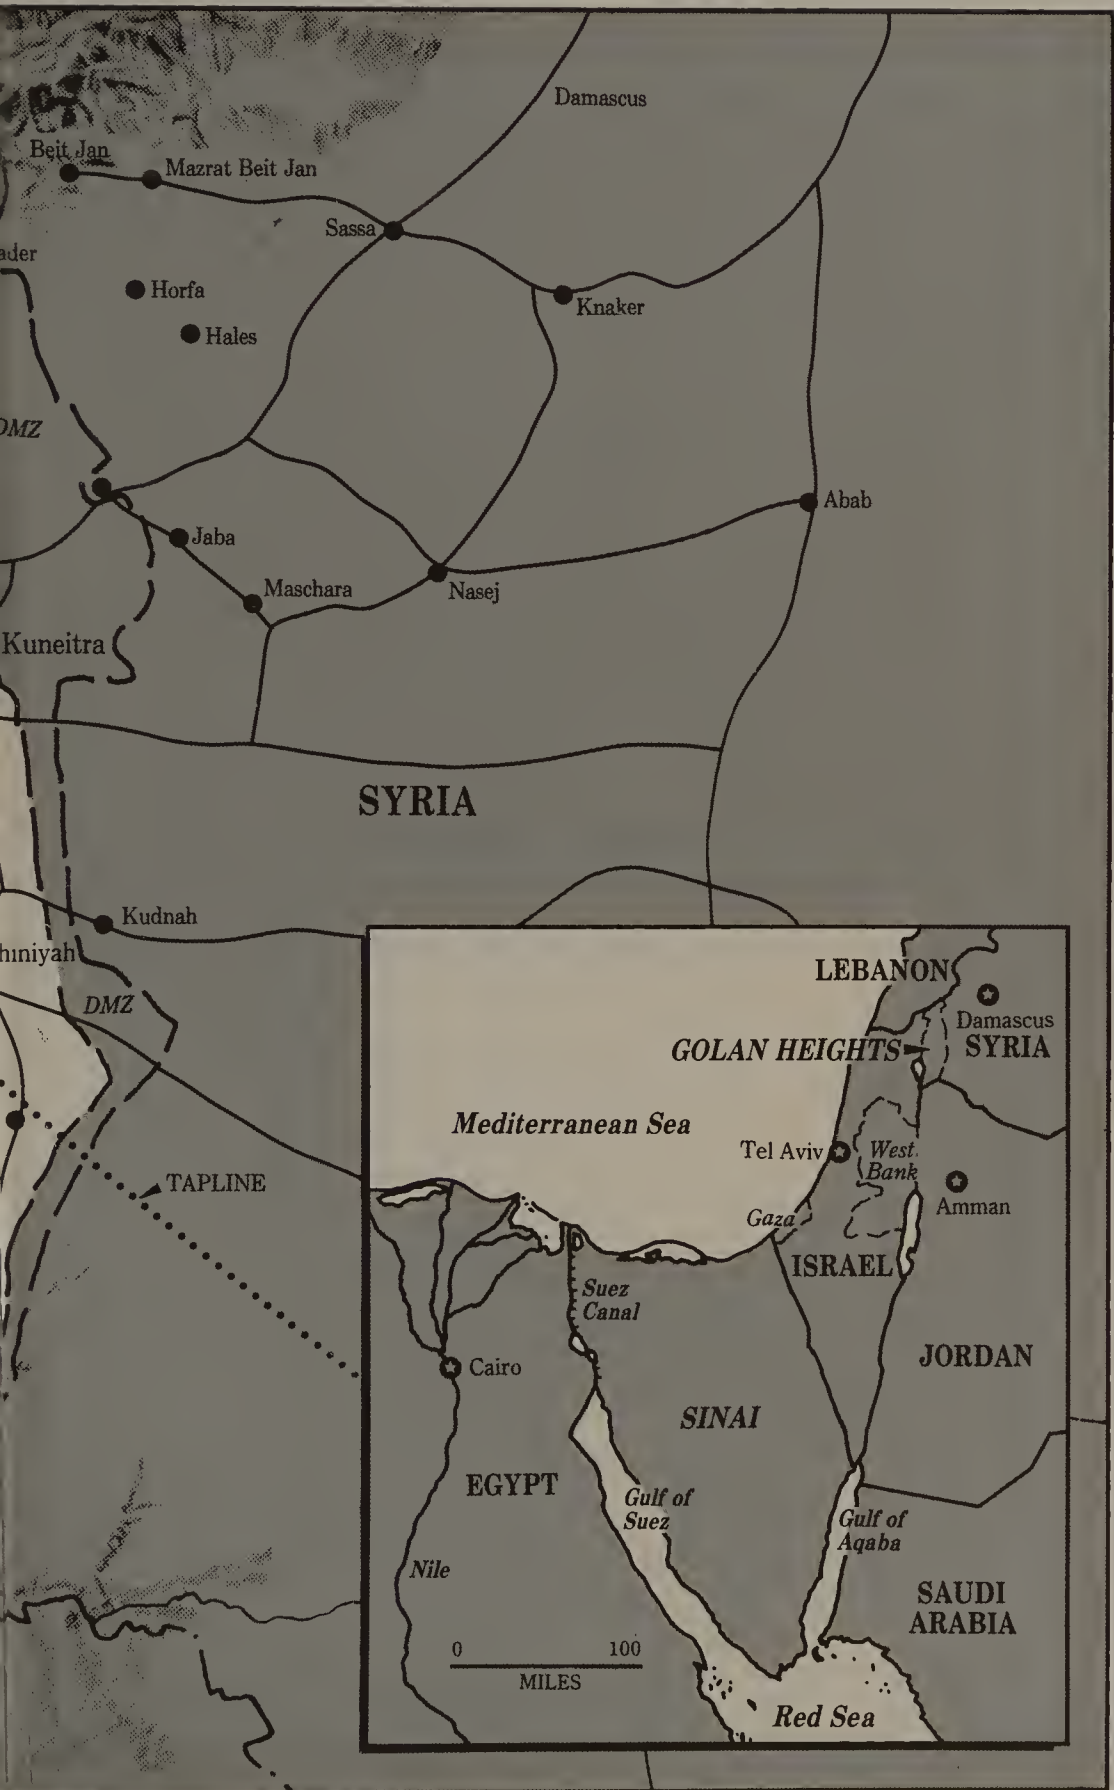 Damascus
Beit Jan
Mazrat Beit Jan
Sassa
ader
Horfa
Knaker
Hales
DMZ
Abab
Jaba
Maschara
Nasej
Kuneitra
SYRIA
Kudnah
hiniyah
DMZ
TAPLINE
LEBANON
Damascus
SYRIA
GOLAN HEIGHTS
Mediterranean Sea
Tel Aviv
West
Bank
Amman
Gaza
ISRAEL
Suez
Canal
JORDAN
Cairo
SINAI
EGYPT
Gulf of
Suez
Gulf of
Aqaba
Nile
SAUDI
ARABIA
0 100
MILES
Red Sea